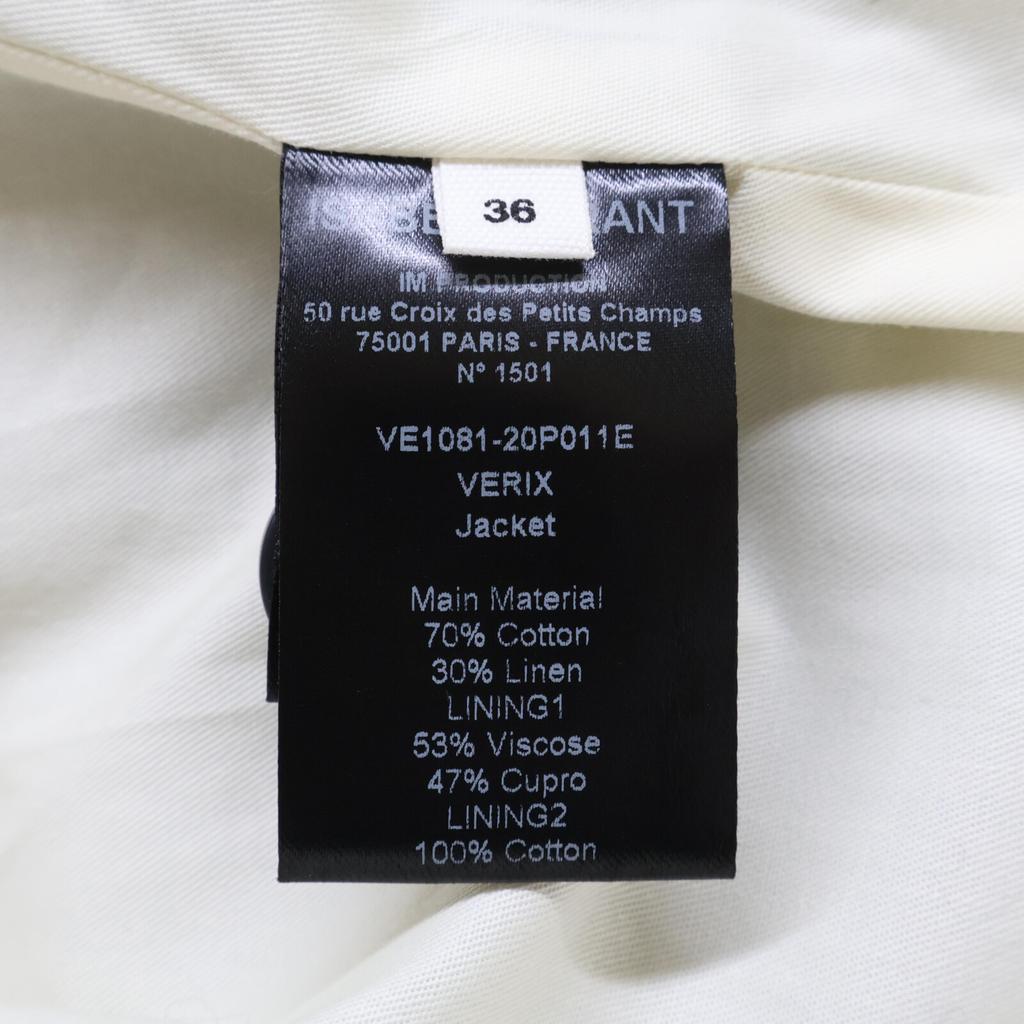 36
IM PRODUCTION
50 rue Croix des Petits Champs
75001 PARIS - FRANCE
N° 1501
VE1081-20P011E
VERIX
Jacket
Main Material
70% Cotton
30% Linen
LINING1
53% Viscose
47% Cupro
LINING2
100% Cotton